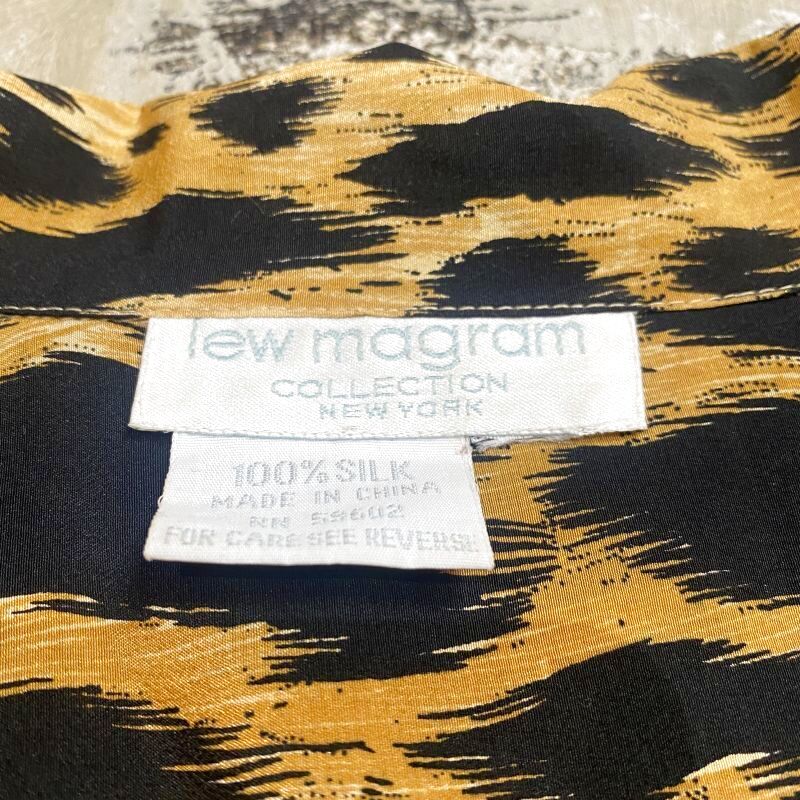 lew magram
COLLECTION
NEW YORK
100% SILK
MADE IN CHINA
RN 59602
FOR CARE SEE REVERSE